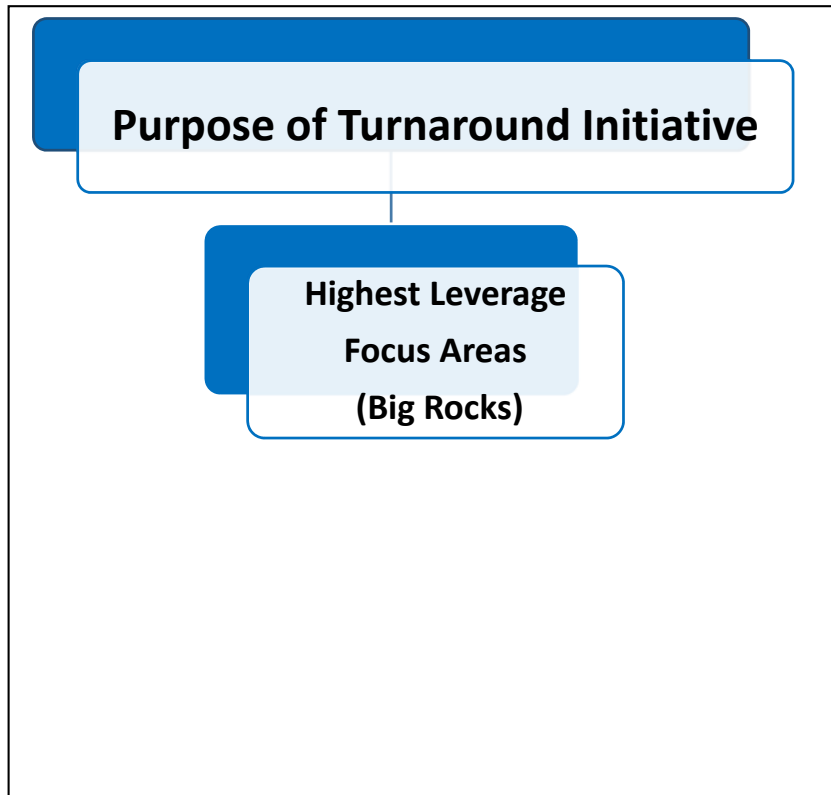 Purpose of Turnaround Initiative
Highest Leverage
Focus Areas
(Big Rocks)